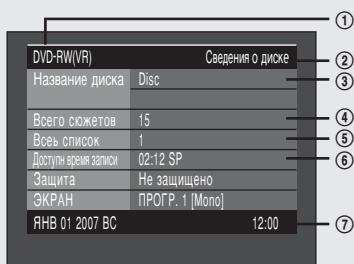 ①
DVD-RW(VR) Сведения о диске ②
Название диска Disc ③
Всего сюжетов 15 ④
Всеь список 1 ⑤
Доступн время записи 02:12 SP ⑥
Защита Не защищено
ЭКРАН ПРОГР. 1 [Mono]
ЯНВ 01 2007 ВС 12:00 ⑦